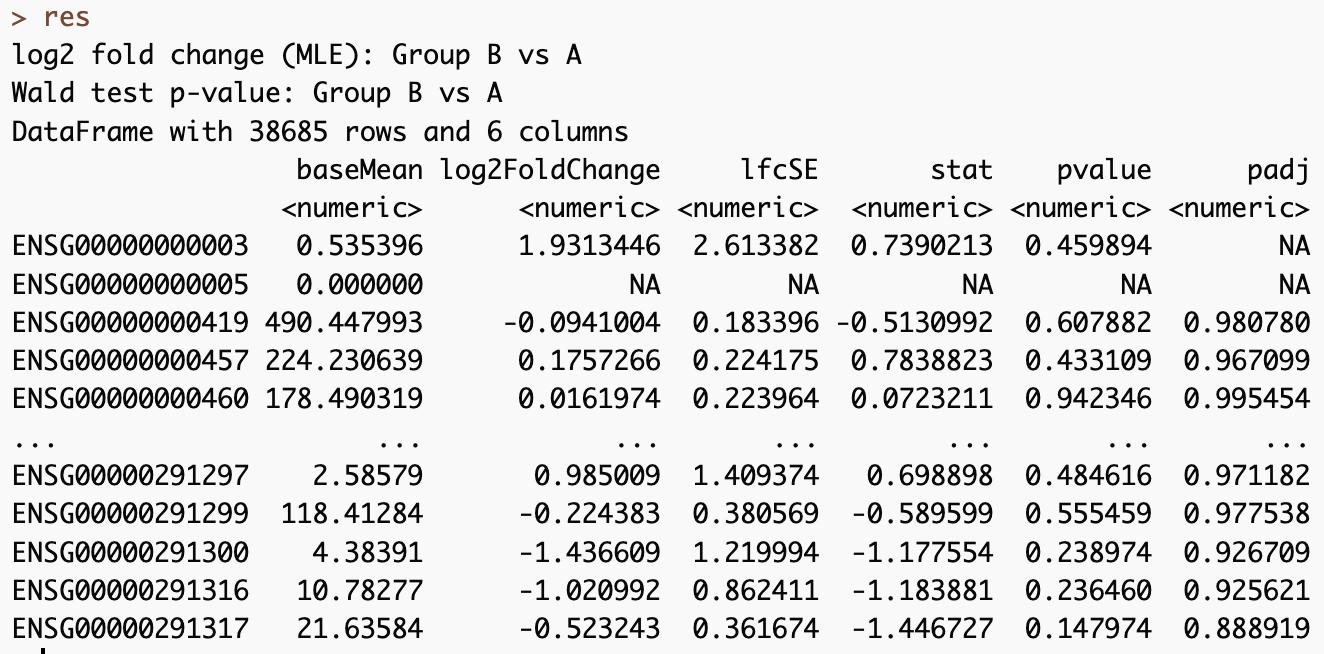 > res
log2 fold change (MLE): Group B vs A
Wald test p-value: Group B vs A
DataFrame with 38685 rows and 6 columns
baseMean log2FoldChange lfcSE stat pvalue padj
<numeric> <numeric> <numeric> <numeric> <numeric> <numeric>
ENSG00000000003 0.535396 1.9313446 2.613382 0.7390213 0.459894 NA
ENSG00000000005 0.000000 NA NA NA NA NA
ENSG00000000419 490.447993 -0.0941004 0.183396 -0.5130992 0.607882 0.980780
ENSG00000000457 224.230639 0.1757266 0.224175 0.7838823 0.433109 0.967099
ENSG00000000460 178.490319 0.0161974 0.223964 0.0723211 0.942346 0.995454
... ... ... ... ... ... ...
ENSG00000291297 2.58579 0.985009 1.409374 0.698898 0.484616 0.971182
ENSG00000291299 118.41284 -0.224383 0.380569 -0.589599 0.555459 0.977538
ENSG00000291300 4.38391 -1.436609 1.219994 -1.177554 0.238974 0.926709
ENSG00000291316 10.78277 -1.020992 0.862411 -1.183881 0.236460 0.925621
ENSG00000291317 21.63584 -0.523243 0.361674 -1.446727 0.147974 0.888919